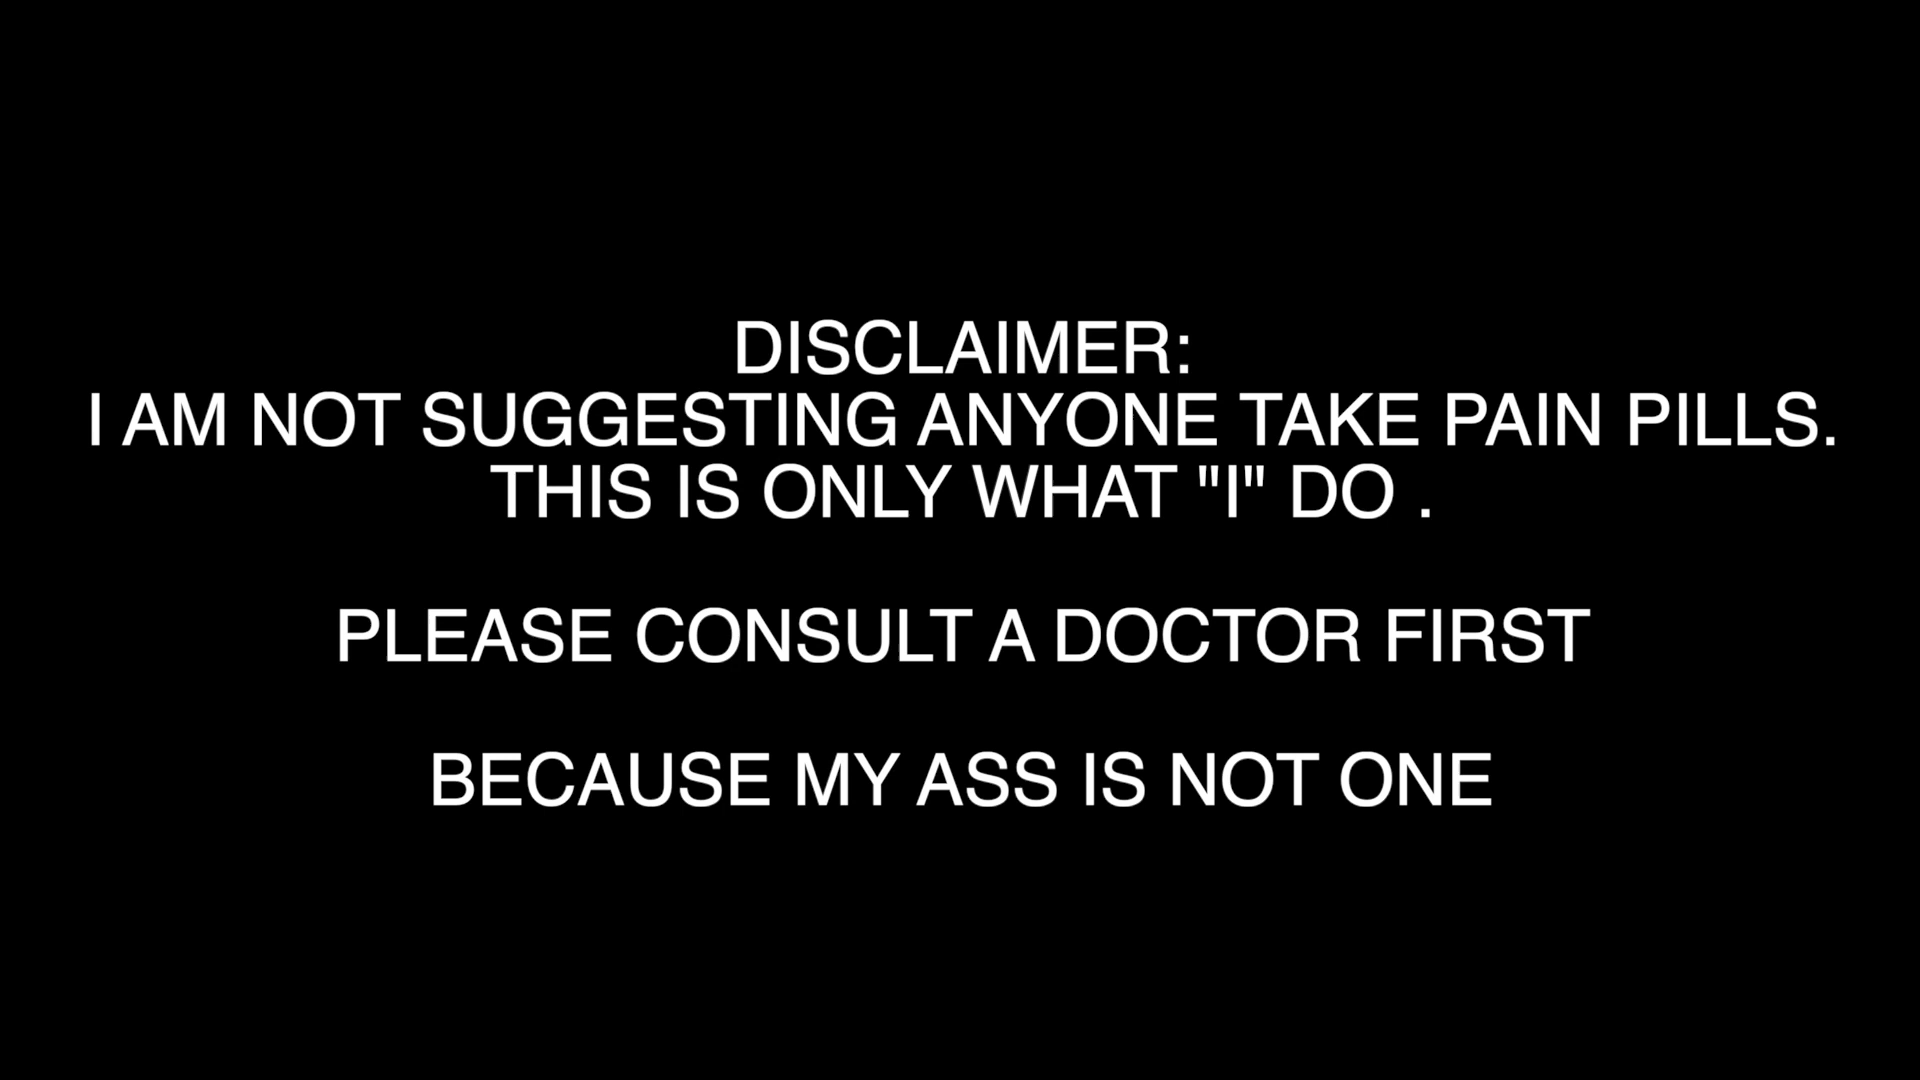 DISCLAIMER:
I AM NOT SUGGESTING ANYONE TAKE PAIN PILLS.
THIS IS ONLY WHAT "I" DO .
PLEASE CONSULT A DOCTOR FIRST
BECAUSE MY ASS IS NOT ONE